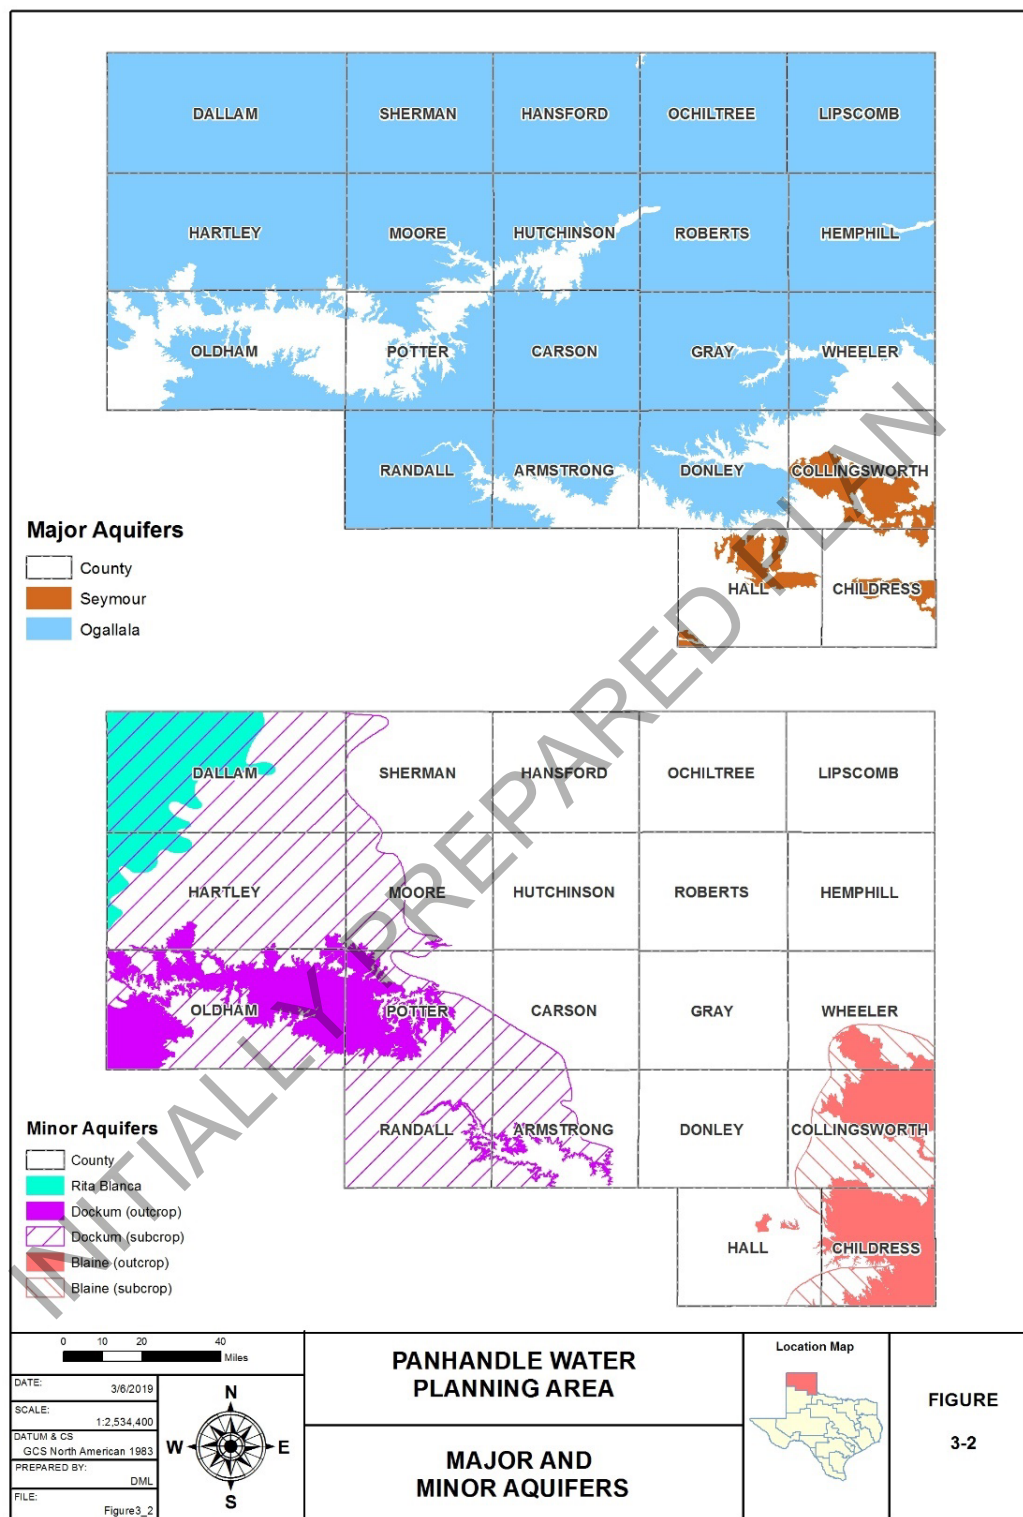 DALLAM
SHERMAN
HANSFORD
OCHILTREE
LIPSCOMB
HARTLEY
MOORE
HUTCHINSON
ROBERTS
HEMPHILL
OLDHAM
POTTER
CARSON
GRAY
WHEELER
RANDALL
ARMSTRONG
DONLEY
COLLINGSWORTH
HALL
CHILDRESS
Major Aquifers
County
Seymour
Ogallala
INITIALLY PREPARED PLAN
DALLAM
SHERMAN
HANSFORD
OCHILTREE
LIPSCOMB
HARTLEY
MOORE
HUTCHINSON
ROBERTS
HEMPHILL
OLDHAM
POTTER
CARSON
GRAY
WHEELER
RANDALL
ARMSTRONG
DONLEY
COLLINGSWORTH
HALL
CHILDRESS
Minor Aquifers
County
Rita Blanca
Dockum (outcrop)
Dockum (subcrop)
Blaine (outcrop)
Blaine (subcrop)
0 10 20 40
Miles
DATE:
3/6/2019
SCALE:
1:2,534,400
DATUM & CS
GCS North American 1983
PREPARED BY:
DML
FILE:
Figure3_2
N
W E
S
PANHANDLE WATER
PLANNING AREA
MAJOR AND
MINOR AQUIFERS
Location Map
FIGURE
3-2